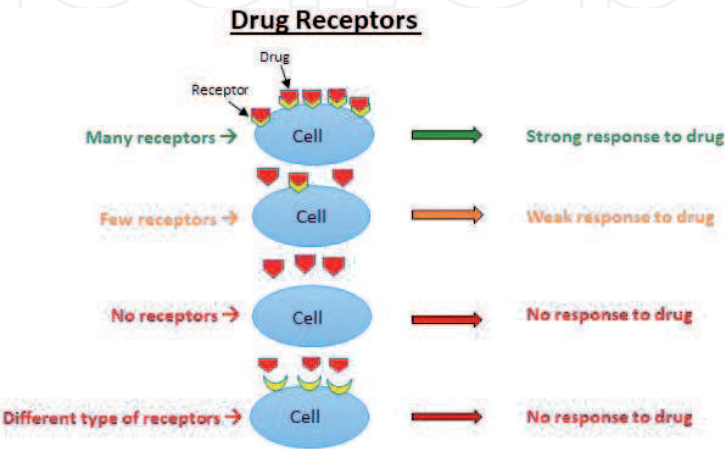 Drug Receptors
Drug
Receptor
Many receptors → Cell Strong response to drug
Few receptors → Cell Weak response to drug
No receptors → Cell No response to drug
Different type of receptors → Cell No response to drug